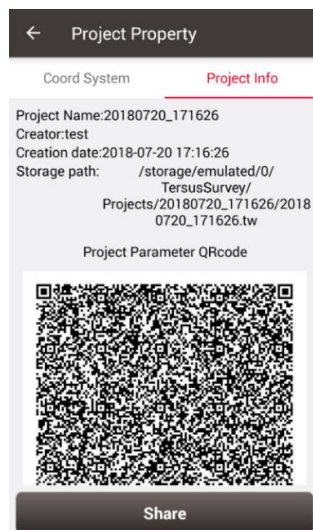 Project Property
Coord System Project Info
Project Name:20180720_171626
Creator:test
Creation date:2018-07-20 17:16:26
Storage path: /storage/emulated/0/
TersusSurvey/
Projects/20180720_171626/2018
0720_171626.tw
Project Parameter QRcode
Share